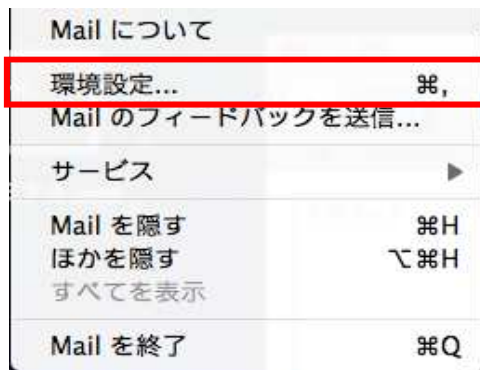 Mail について
環境設定... ⌘,
Mail のフィードバックを送信...
サービス ▶
Mail を隠す ⌘H
ほかを隠す ⌥⌘H
すべてを表示
Mail を終了 ⌘Q